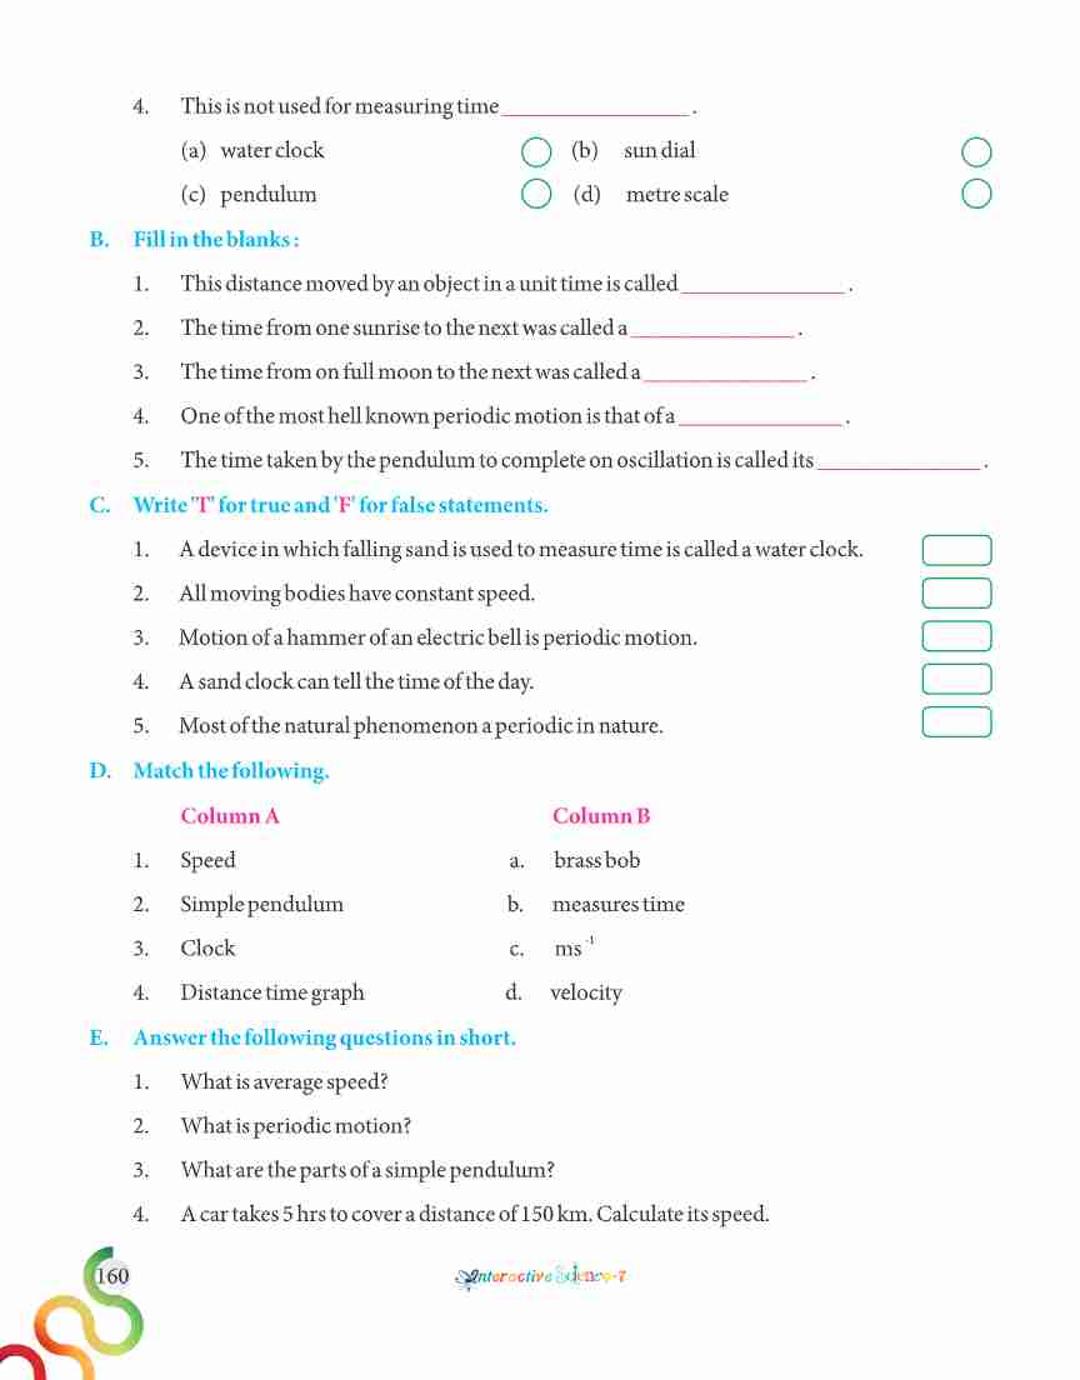 4. This is not used for measuring time ________________ .
(a) water clock (b) sun dial
(c) pendulum (d) metre scale
B. Fill in the blanks :
1. This distance moved by an object in a unit time is called ______________ .
2. The time from one sunrise to the next was called a ______________ .
3. The time from on full moon to the next was called a ______________ .
4. One of the most hell known periodic motion is that of a ______________ .
5. The time taken by the pendulum to complete on oscillation is called its ______________ .
C. Write 'T' for true and 'F' for false statements.
1. A device in which falling sand is used to measure time is called a water clock.
2. All moving bodies have constant speed.
3. Motion of a hammer of an electric bell is periodic motion.
4. A sand clock can tell the time of the day.
5. Most of the natural phenomenon a periodic in nature.
D. Match the following.
Column A Column B
1. Speed a. brass bob
2. Simple pendulum b. measures time
3. Clock c. ms⁻¹
4. Distance time graph d. velocity
E. Answer the following questions in short.
1. What is average speed?
2. What is periodic motion?
3. What are the parts of a simple pendulum?
4. A car takes 5 hrs to cover a distance of 150 km. Calculate its speed.
160 Interactive Science-7